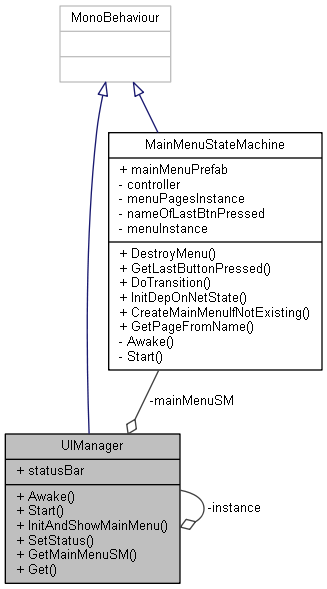 MonoBehaviour
MainMenuStateMachine
+ mainMenuPrefab
- controller
- menuPagesInstance
- nameOfLastBtnPressed
- menuInstance
+ DestroyMenu()
+ GetLastButtonPressed()
+ DoTransition()
+ InitDepOnNetState()
+ CreateMainMenuIfNotExisting()
+ GetPageFromName()
- Awake()
- Start()
-mainMenuSM
UIManager
+ statusBar
+ Awake()
+ Start()
+ InitAndShowMainMenu()
+ SetStatus()
+ GetMainMenuSM()
+ Get()
-instance